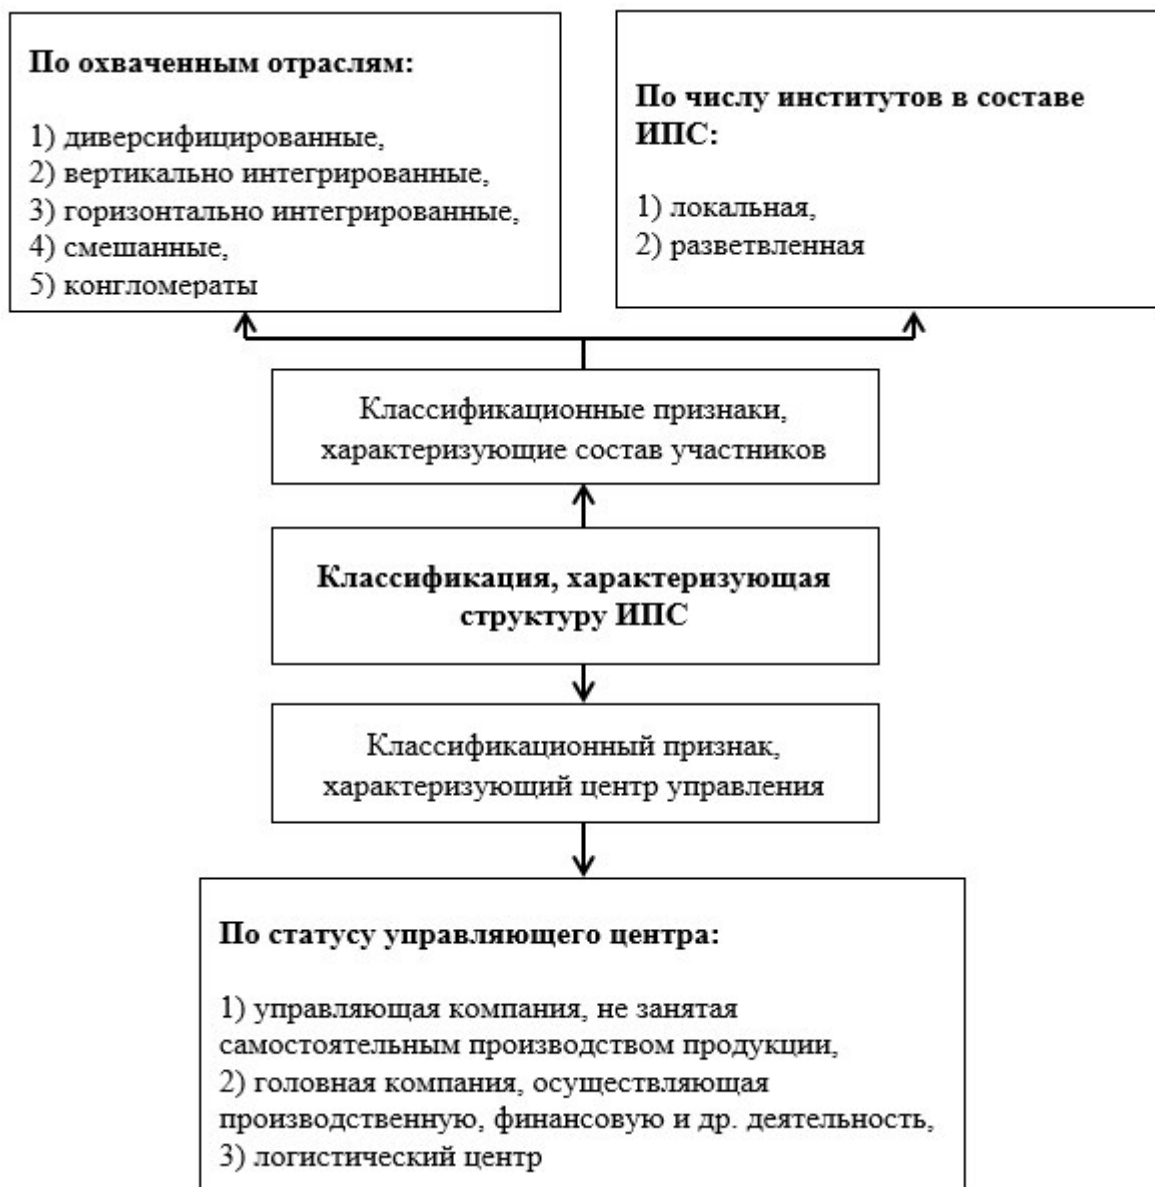 По охваченным отраслям:
1) диверсифицированные,
2) вертикально интегрированные,
3) горизонтально интегрированные,
4) смешанные,
5) конгломераты
По числу институтов в составе
ИПС:
1) локальная,
2) разветвленная
Классификационные признаки,
характеризующие состав участников
Классификация, характеризующая
структуру ИПС
Классификационный признак,
характеризующий центр управления
По статусу управляющего центра:
1) управляющая компания, не занятая
самостоятельным производством продукции,
2) головная компания, осуществляющая
производственную, финансовую и др. деятельность,
3) логистический центр